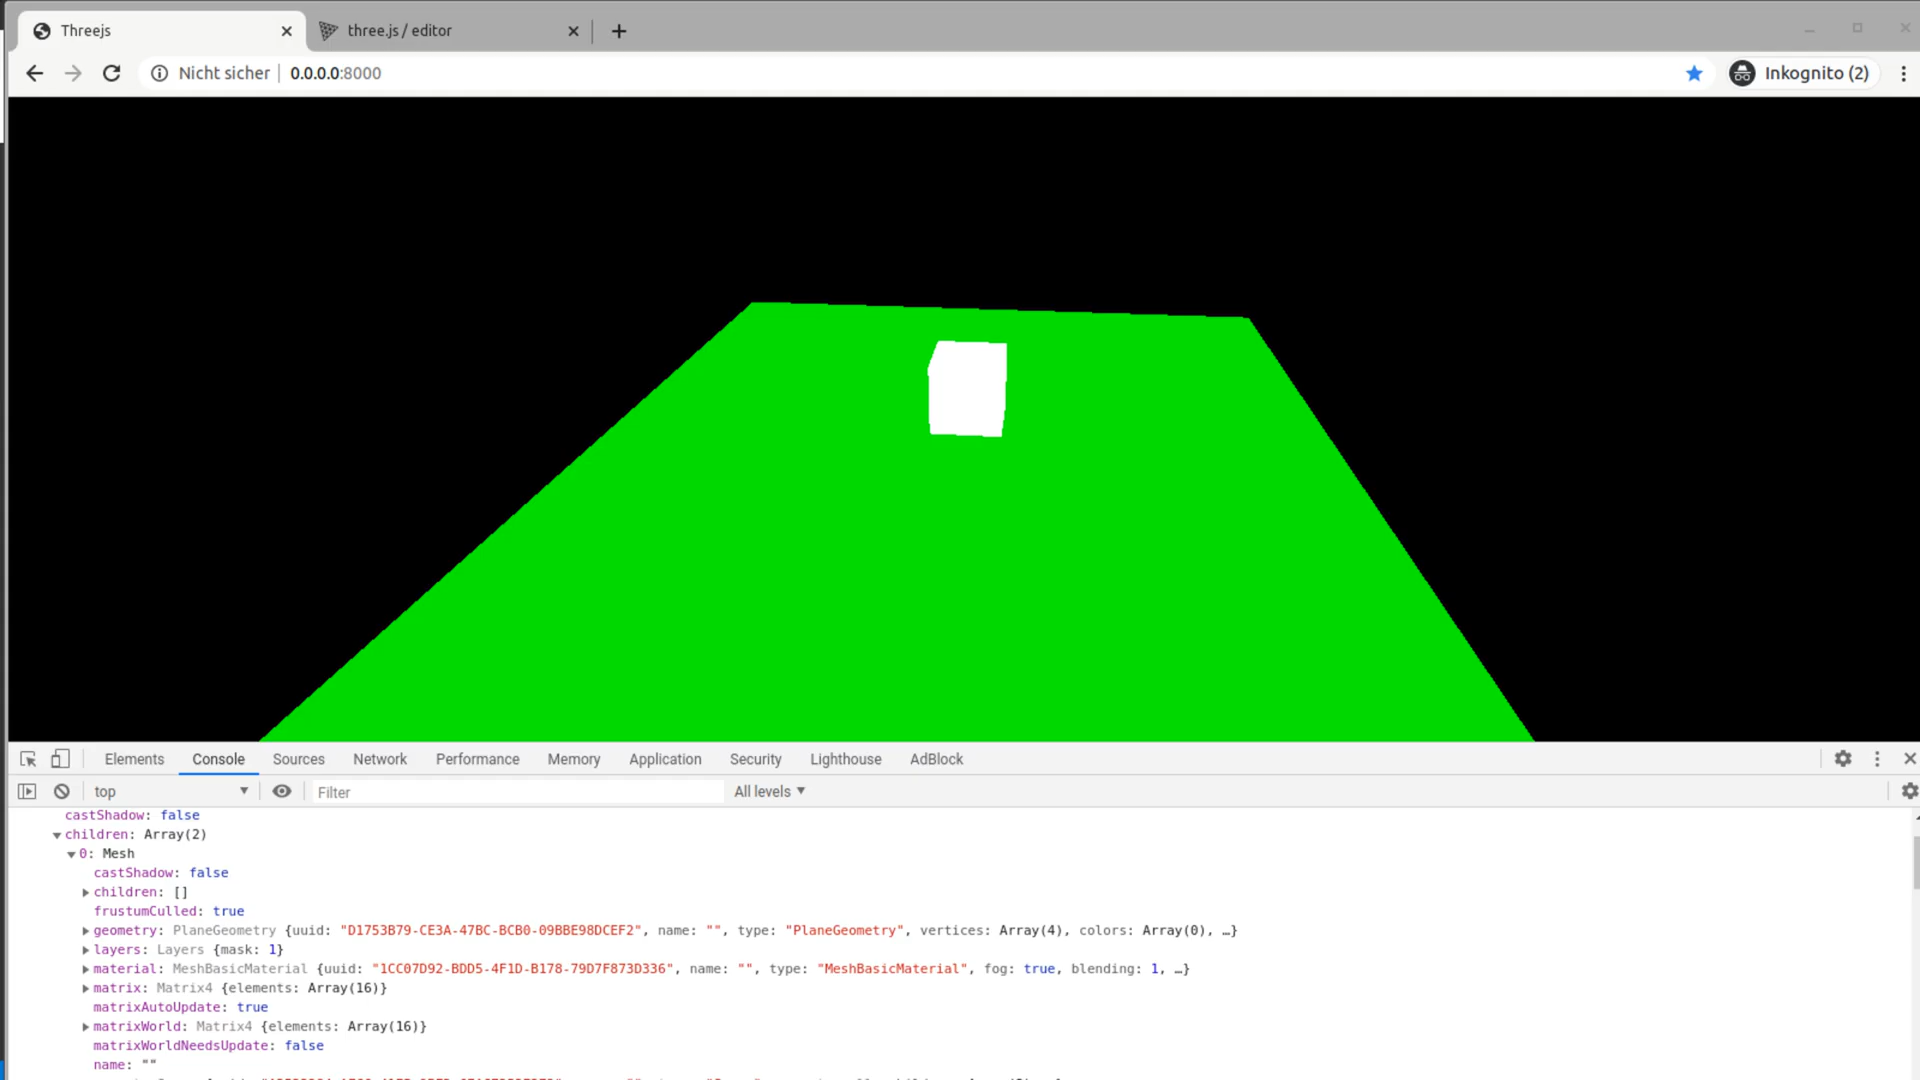 Threejs
three.js / editor
Nicht sicher 0.0.0.0:8000
Inkognito (2)
Elements Console Sources Network Performance Memory Application Security Lighthouse AdBlock
top Filter All levels
castShadow: false
children: Array(2)
0: Mesh
castShadow: false
children: []
frustumCulled: true
geometry: PlaneGeometry {uuid: "D1753B79-CE3A-47BC-BCB0-09BBE98DCEF2", name: "", type: "PlaneGeometry", vertices: Array(4), colors: Array(0), …}
layers: Layers {mask: 1}
material: MeshBasicMaterial {uuid: "1CC07D92-BDD5-4F1D-B178-79D7F873D336", name: "", type: "MeshBasicMaterial", fog: true, blending: 1, …}
matrix: Matrix4 {elements: Array(16)}
matrixAutoUpdate: true
matrixWorld: Matrix4 {elements: Array(16)}
matrixWorldNeedsUpdate: false
name: ""